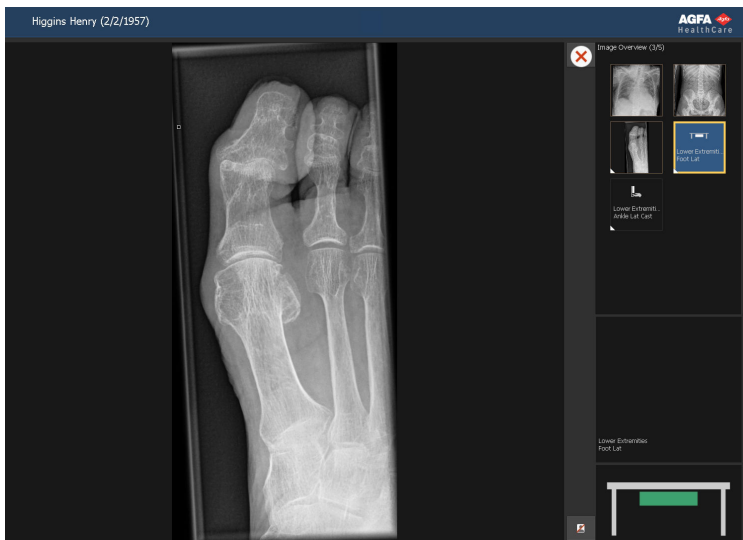 Higgins Henry (2/2/1957)
AGFA
HealthCare
Image Overview (3/5)
Lower Extremiti...
Foot Lat
Lower Extremiti...
Ankle Lat Cast
Lower Extremities
Foot Lat